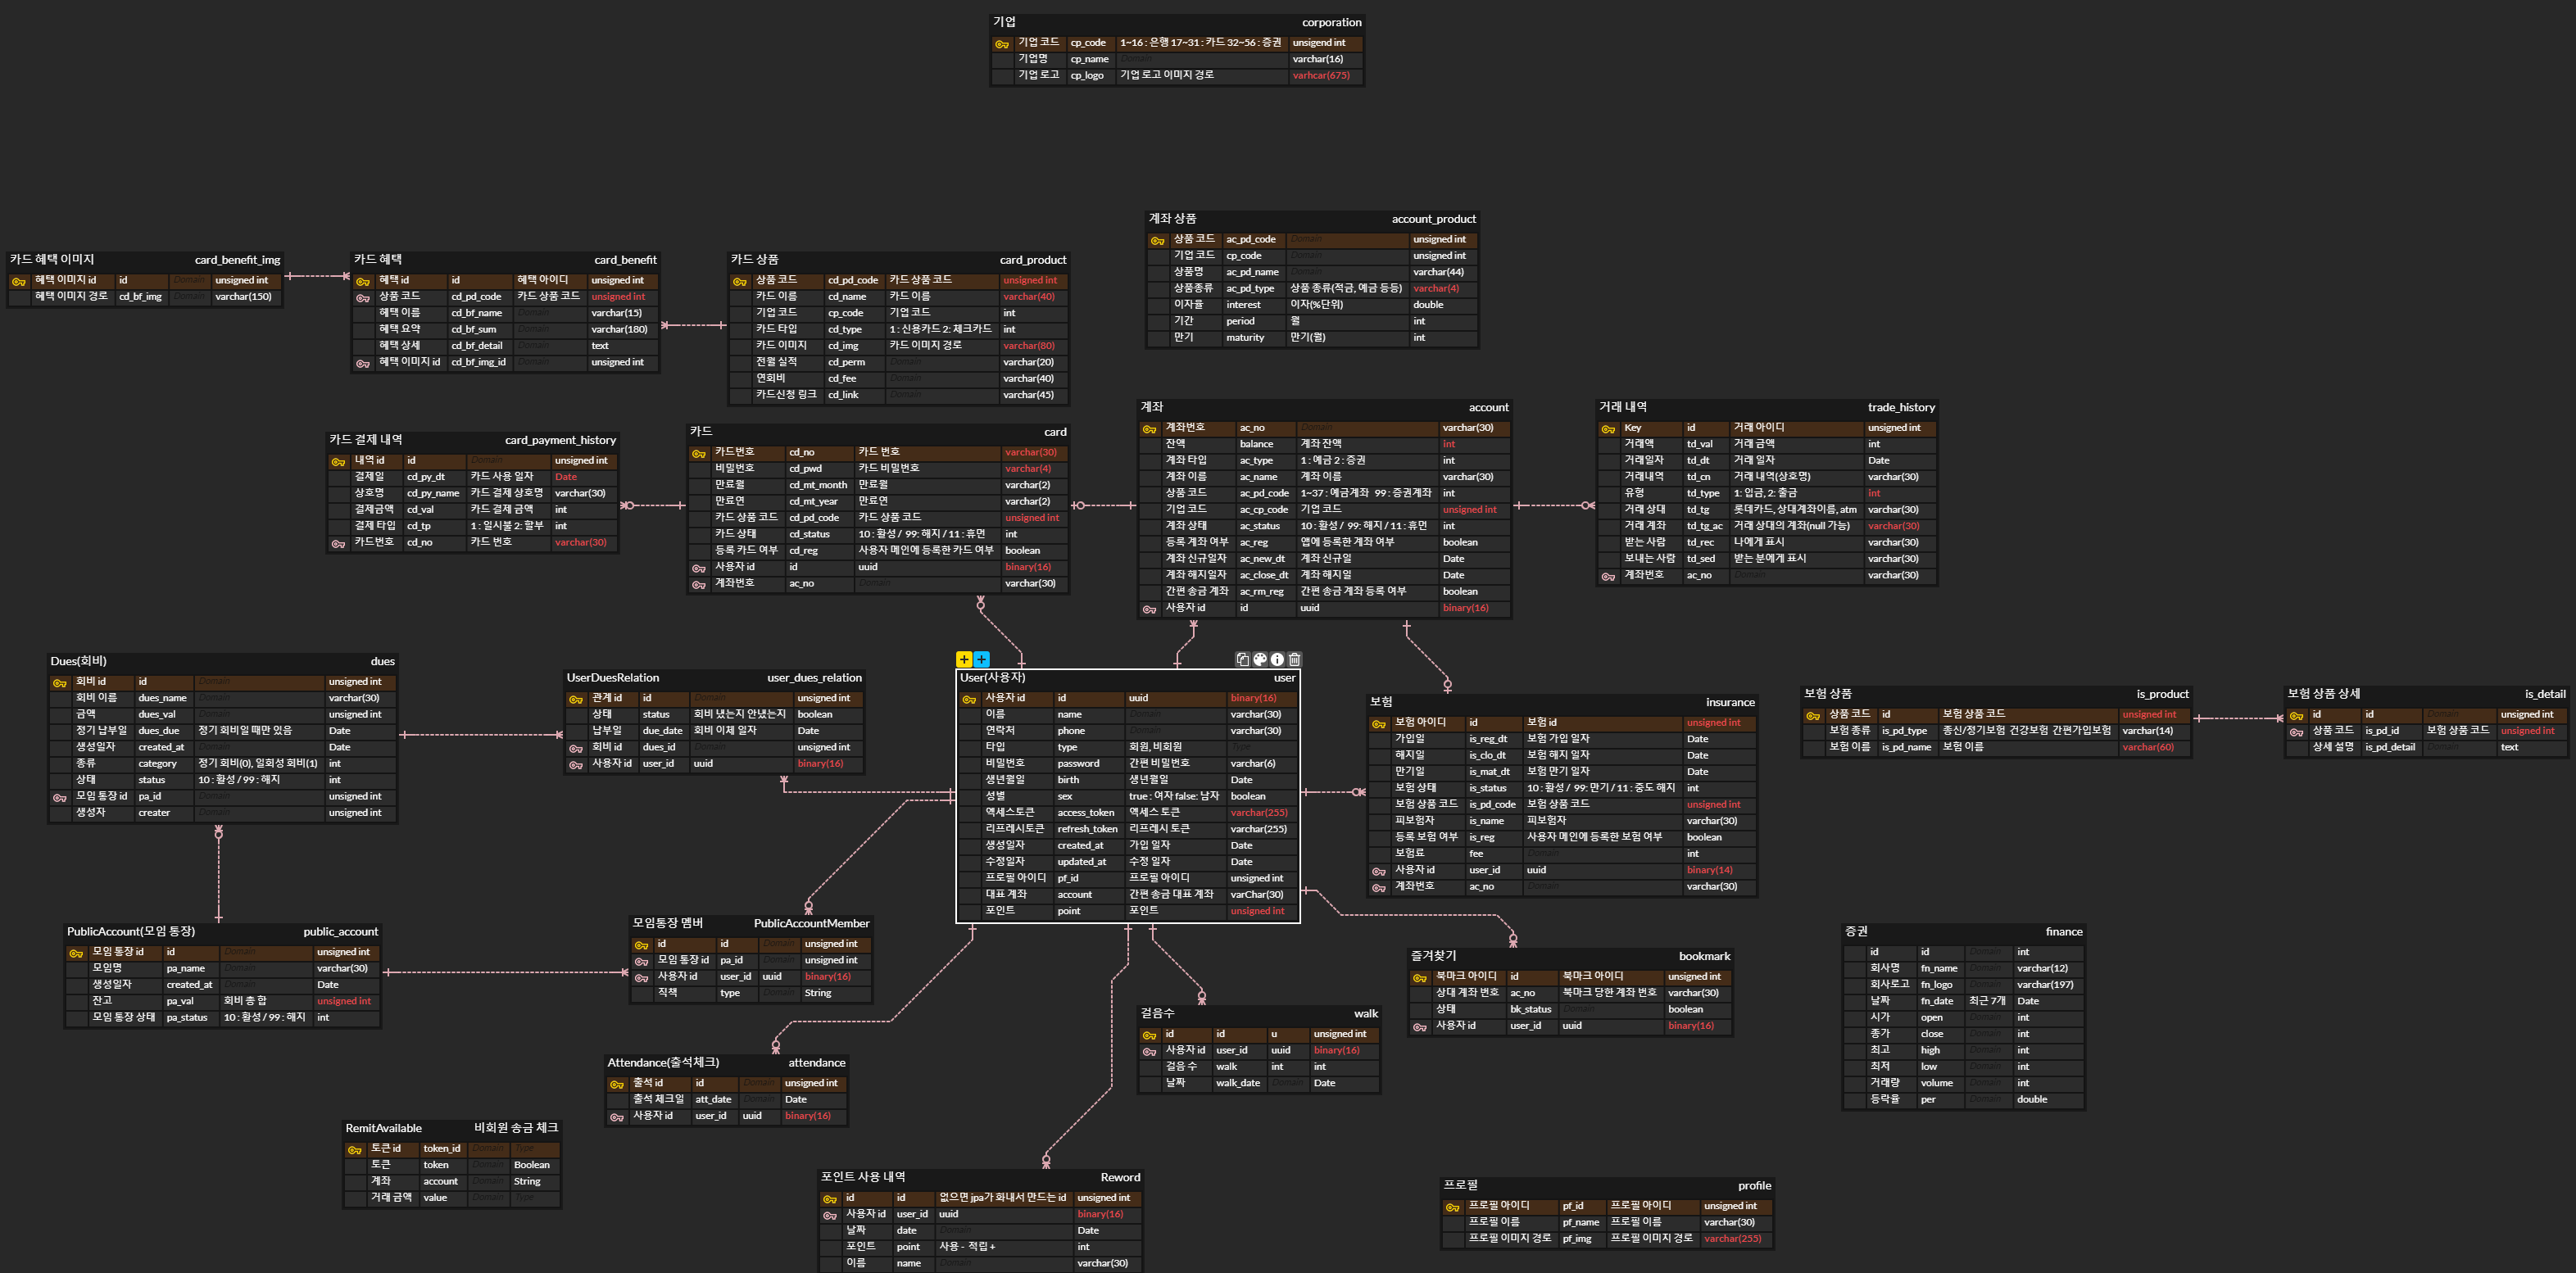 기업 corporation
기업 코드 cp_code 1~16 : 은행 17~31 : 카드 32~56 : 증권 unsigend int
기업명 cp_name Domain varchar(16)
기업 로고 cp_logo 기업 로고 이미지 경로 varhcar(675)
계좌 상품 account_product
상품 코드 ac_pd_code Domain unsigned int
기업 코드 cp_code unsigned int
상품명 ac_pd_name Domain varchar(44)
상품종류 ac_pd_type 상품 종류(적금, 예금 등등) varchar(4)
이자율 interest 이자(%단위) double
기간 period 월 int
만기 maturity 만기(월) int
카드 혜택 이미지 card_benefit_img
혜택 이미지 id id Domain unsigned int
혜택 이미지 경로 cd_bf_img Domain varchar(150)
카드 혜택 card_benefit
혜택 id id 혜택 아이디 unsigned int
상품 코드 cd_pd_code 카드 상품 코드 unsigned int
혜택 이름 cd_bf_name Domain varchar(15)
혜택 요약 cd_bf_sum Domain varchar(180)
혜택 상세 cd_bf_detail Domain text
혜택 이미지 id cd_bf_img_id Domain unsigned int
카드 상품 card_product
상품 코드 cd_pd_code 카드 상품 코드 unsigned int
카드 이름 cd_name 카드 이름 varchar(40)
기업 코드 cp_code 기업 코드 int
카드 타입 cd_type 1 : 신용카드 2: 체크카드 int
카드 이미지 cd_img 카드 이미지 경로 varchar(80)
전월 실적 cd_perm Domain varchar(20)
연회비 cd_fee Domain varchar(40)
카드신청 링크 cd_link Domain varchar(45)
카드 결제 내역 card_payment_history
내역 id id Domain unsigned int
결제일 cd_py_dt 카드 사용 일자 Date
상호명 cd_py_name 카드 결제 상호명 varchar(30)
결제금액 cd_val 카드 결제 금액 int
결제 타입 cd_tp 1 : 일시불 2: 할부 int
카드번호 cd_no 카드 번호 varchar(30)
카드 card
카드번호 cd_no 카드 번호 varchar(30)
비밀번호 cd_pwd 카드 비밀번호 varchar(4)
만료월 cd_mt_month 만료월 varchar(2)
만료연 cd_mt_year 만료연 varchar(2)
카드 상품 코드 cd_pd_code 카드 상품 코드 unsigned int
카드 상태 cd_status 10 : 활성 / 99: 해지 / 11 : 휴면 int
등록 카드 여부 cd_reg 사용자 메인에 등록한 카드 여부 boolean
사용자 id id uuid binary(16)
계좌번호 ac_no Domain varchar(30)
계좌 account
계좌번호 ac_no Domain varchar(30)
잔액 balance 계좌 잔액 int
계좌 타입 ac_type 1 : 예금 2 : 증권 int
계좌 이름 ac_name 계좌 이름 varchar(30)
상품 코드 ac_pd_code 1~37 : 예금계좌 99 : 증권계좌 int
기업 코드 ac_cp_code 기업 코드 unsigned int
계좌 상태 ac_status 10 : 활성 / 99 : 해지 / 11 : 휴먼 int
등록 계좌 여부 ac_reg 앱에 등록한 계좌 여부 boolean
계좌 신규일자 ac_new_dt 계좌 신규일 Date
계좌 해지일자 ac_close_dt 계좌 해지일 Date
간편 송금 계좌 ac_rm_reg 간편 송금 계좌 등록 여부 boolean
사용자 id id uuid binary(16)
거래 내역 trade_history
Key id 거래 아이디 unsigned int
거래액 td_val 거래 금액 int
거래일자 td_dt 거래 일자 Date
거래내역 td_cn 거래 내역(상호명) varchar(30)
유형 td_type 1: 입금, 2: 출금 int
거래 상대 td_tg 롯데카드, 상대계좌이름, atm varchar(30)
거래 계좌 td_tg_ac 거래 상대의 계좌(null 가능) varchar(30)
받는 사람 td_rec 나에게 표시 varchar(30)
보내는 사람 td_sed 받는 분에게 표시 varchar(30)
계좌번호 ac_no Domain varchar(30)
Dues(회비) dues
회비 id id Domain unsigned int
회비 이름 dues_name Domain varchar(30)
금액 dues_val Domain unsigned int
정기 납부일 dues_due 정기 회비일 때만 있음 Date
생성일자 created_at Domain Date
종류 category 정기 회비(0), 일회성 회비(1) int
상태 status 10 : 활성 / 99 : 해지 int
모임 통장 id pa_id Domain unsigned int
생성자 creater Domain unsigned int
UserDuesRelation user_dues_relation
관계 id id Domain unsigned int
상태 status 회비 냈는지 안냈는지 boolean
납부일 due_date 회비 이체 일자 Date
회비 id dues_id Domain unsigned int
사용자 id user_id uuid binary(16)
User(사용자) user
사용자 id id uuid binary(16)
이름 name Domain varchar(30)
연락처 phone Domain varchar(30)
타입 type 회원, 비회원 Type
비밀번호 password 간편 비밀번호 varchar(6)
생년월일 birth 생년월일 Date
성별 sex true : 여자 false: 남자 boolean
액세스토큰 access_token 액세스 토큰 varchar(255)
리프레시토큰 refresh_token 리프레시 토큰 varchar(255)
생성일자 created_at 가입 일자 Date
수정일자 updated_at 수정 일자 Date
프로필 아이디 pf_id 프로필 아이디 unsigned int
대표 계좌 account 간편 송금 대표 계좌 varChar(30)
포인트 point 포인트 unsigned int
보험 insurance
보험 아이디 id 보험 id unsigned int
가입일 is_reg_dt 보험 가입 일자 Date
해지일 is_clo_dt 보험 해지 일자 Date
만기일 is_mat_dt 보험 만기 일자 Date
보험 상태 is_status 10 : 활성 / 99: 만기 / 11 : 중도 해지 int
보험 상품 코드 is_pd_code 보험 상품 코드 unsigned int
피보험자 is_name 피보험자 varchar(30)
등록 보험 여부 is_reg 사용자 메인에 등록한 보험 여부 boolean
보험료 fee Domain int
사용자 id user_id uuid binary(14)
계좌번호 ac_no Domain varchar(30)
보험 상품 is_product
상품 코드 id 보험 상품 코드 unsigned int
보험 종류 is_pd_type 종신/정기보험 건강보험 간편가입보험 varchar(14)
보험 이름 is_pd_name 보험 이름 varchar(60)
보험 상품 상세 is_detail
id id Domain unsigned int
상품 코드 is_pd_id 보험 상품 코드 unsigned int
상세 설명 is_pd_detail Domain text
PublicAccount(모임 통장) public_account
모임 통장 id id Domain unsigned int
모임명 pa_name Domain varchar(30)
생성일자 created_at Domain Date
잔고 pa_val 회비 총 합 unsigned int
모임 통장 상태 pa_status 10 : 활성 / 99 : 해지 int
모임통장 멤버 PublicAccountMember
id id Domain unsigned int
모임 통장 id pa_id Domain unsigned int
사용자 id user_id uuid binary(16)
직책 type Domain String
즐겨찾기 bookmark
북마크 아이디 id 북마크 아이디 unsigned int
상대 계좌 번호 ac_no 북마크 당한 계좌 번호 varchar(30)
상태 bk_status Domain boolean
사용자 id user_id uuid binary(16)
증권 finance
id id Domain int
회사명 fn_name Domain varchar(12)
회사로고 fn_logo Domain varchar(197)
날짜 fn_date 최근 7개 Date
시가 open Domain int
종가 close Domain int
최고 high Domain int
최저 low Domain int
거래량 volume Domain int
등락율 per Domain double
걸음수 walk
id id u unsigned int
사용자 id user_id uuid binary(16)
걸음 수 walk int int
날짜 walk_date Domain Date
Attendance(출석체크) attendance
출석 id id Domain unsigned int
출석 체크일 att_date Domain Date
사용자 id user_id uuid binary(16)
RemitAvailable 비회원 송금 체크
토큰 id token_id Domain Type
토큰 token Domain Boolean
계좌 account Domain String
거래 금액 value Domain Type
포인트 사용 내역 Reword
id id 없으면 jpa가 화내서 만드는 id unsigned int
사용자 id user_id uuid binary(16)
날짜 date Domain Date
포인트 point 사용 - 적립 + int
이름 name Domain varchar(30)
프로필 profile
프로필 아이디 pf_id 프로필 아이디 unsigned int
프로필 이름 pf_name 프로필 이름 varchar(30)
프로필 이미지 경로 pf_img 프로필 이미지 경로 varchar(255)